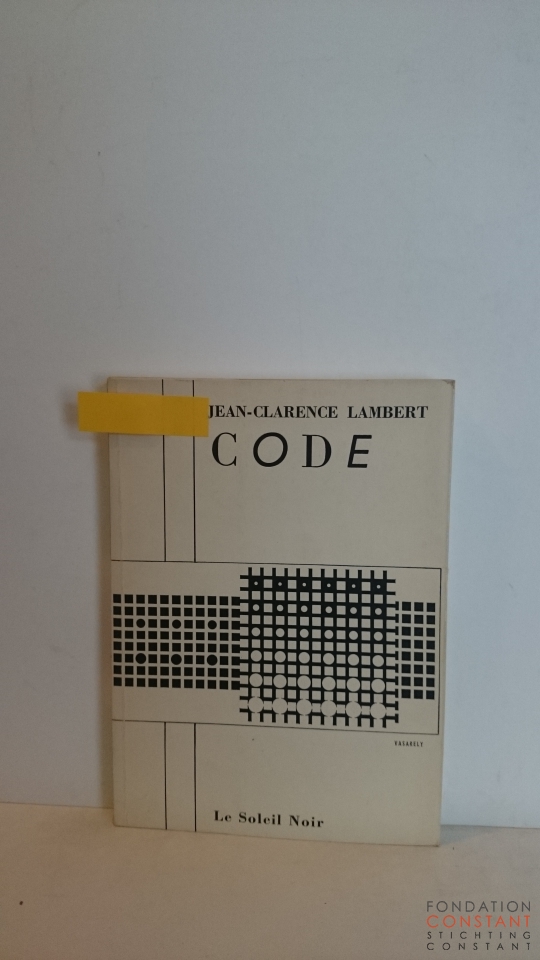 JEAN-CLARENCE LAMBERT
CODE
VASARELY
Le Soleil Noir
FONDATION
CONSTANT
STICHTING
CONSTANT